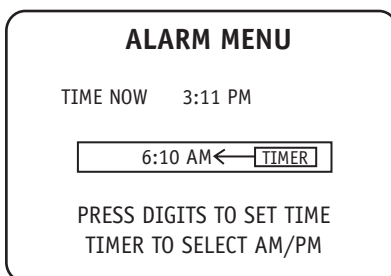 ALARM MENU
TIME NOW 3:11 PM
6:10 AM TIMER
PRESS DIGITS TO SET TIME
TIMER TO SELECT AM/PM